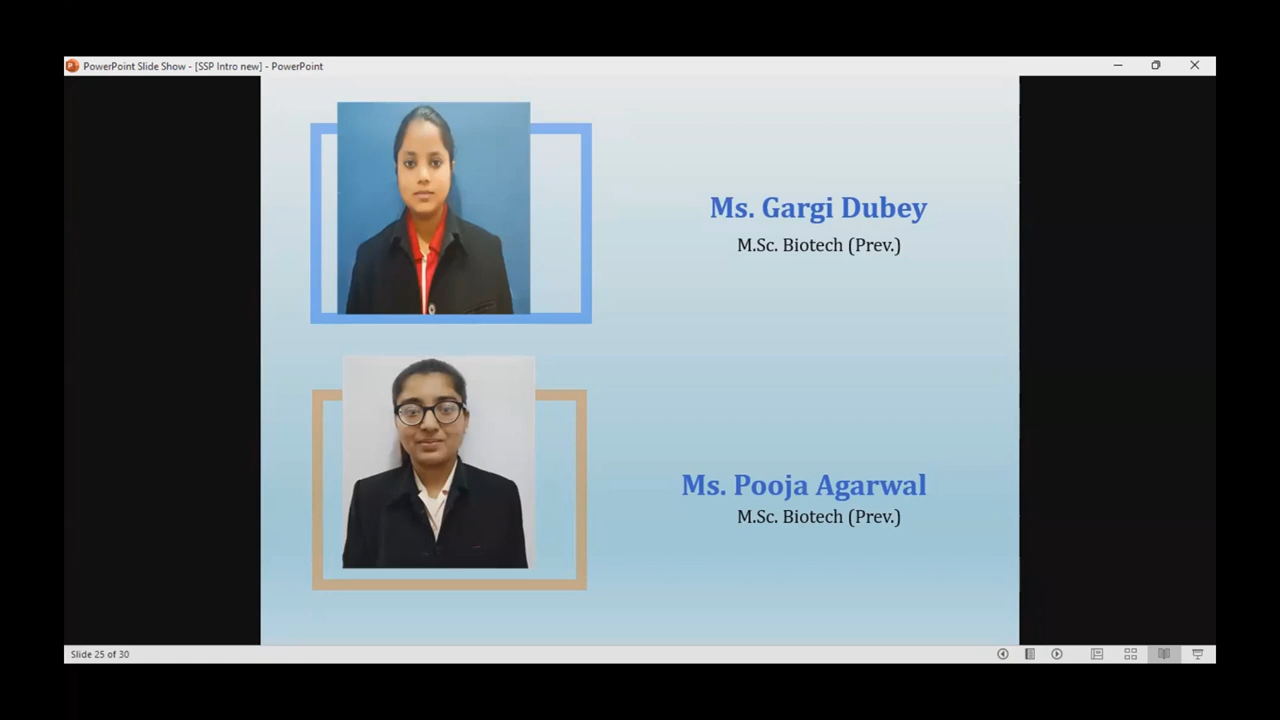 PowerPoint Slide Show - [SSP Intro new] - PowerPoint
Ms. Gargi Dubey
M.Sc. Biotech (Prev.)
Ms. Pooja Agarwal
M.Sc. Biotech (Prev.)
Slide 25 of 30